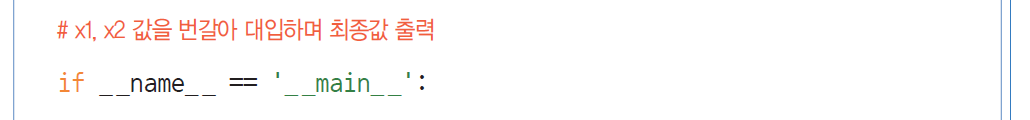 # x1, x2 값을 번갈아 대입하며 최종값 출력
if __name__ == '__main__':